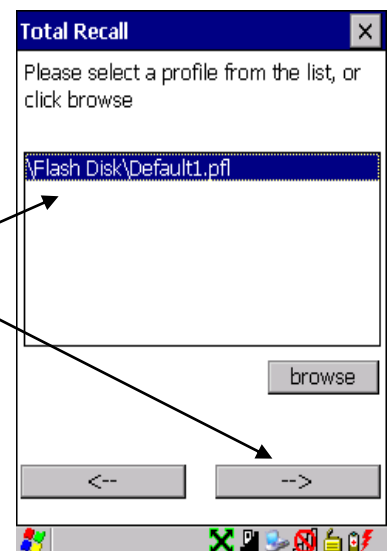 Total Recall
Please select a profile from the list, or
click browse
\Flash Disk\Default1.pfl
browse
<--
-->